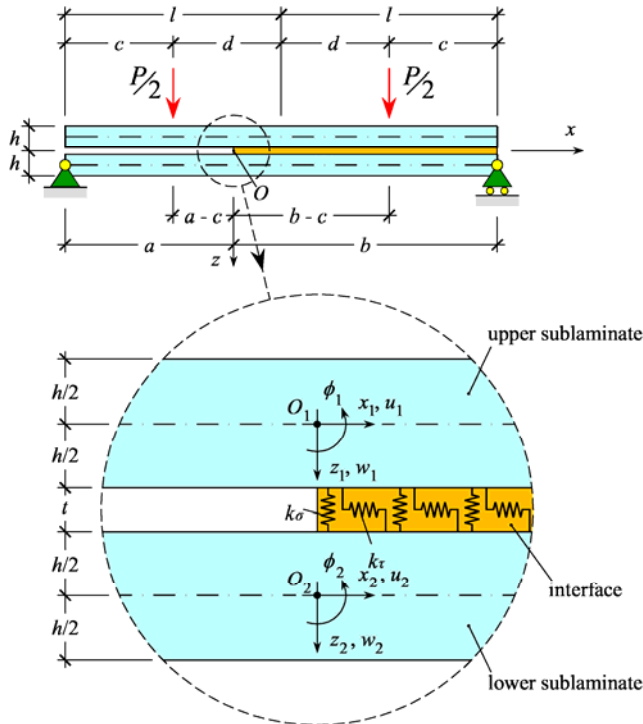 l l
c d d c
P/2 P/2
h
h
x
O
a - c b - c
a b
z
upper sublaminate
h/2
ϕ1
O1 x1, u1
h/2
z1, w1
t
kσ
kτ
interface
h/2
ϕ2
O2 x2, u2
h/2
z2, w2
lower sublaminate